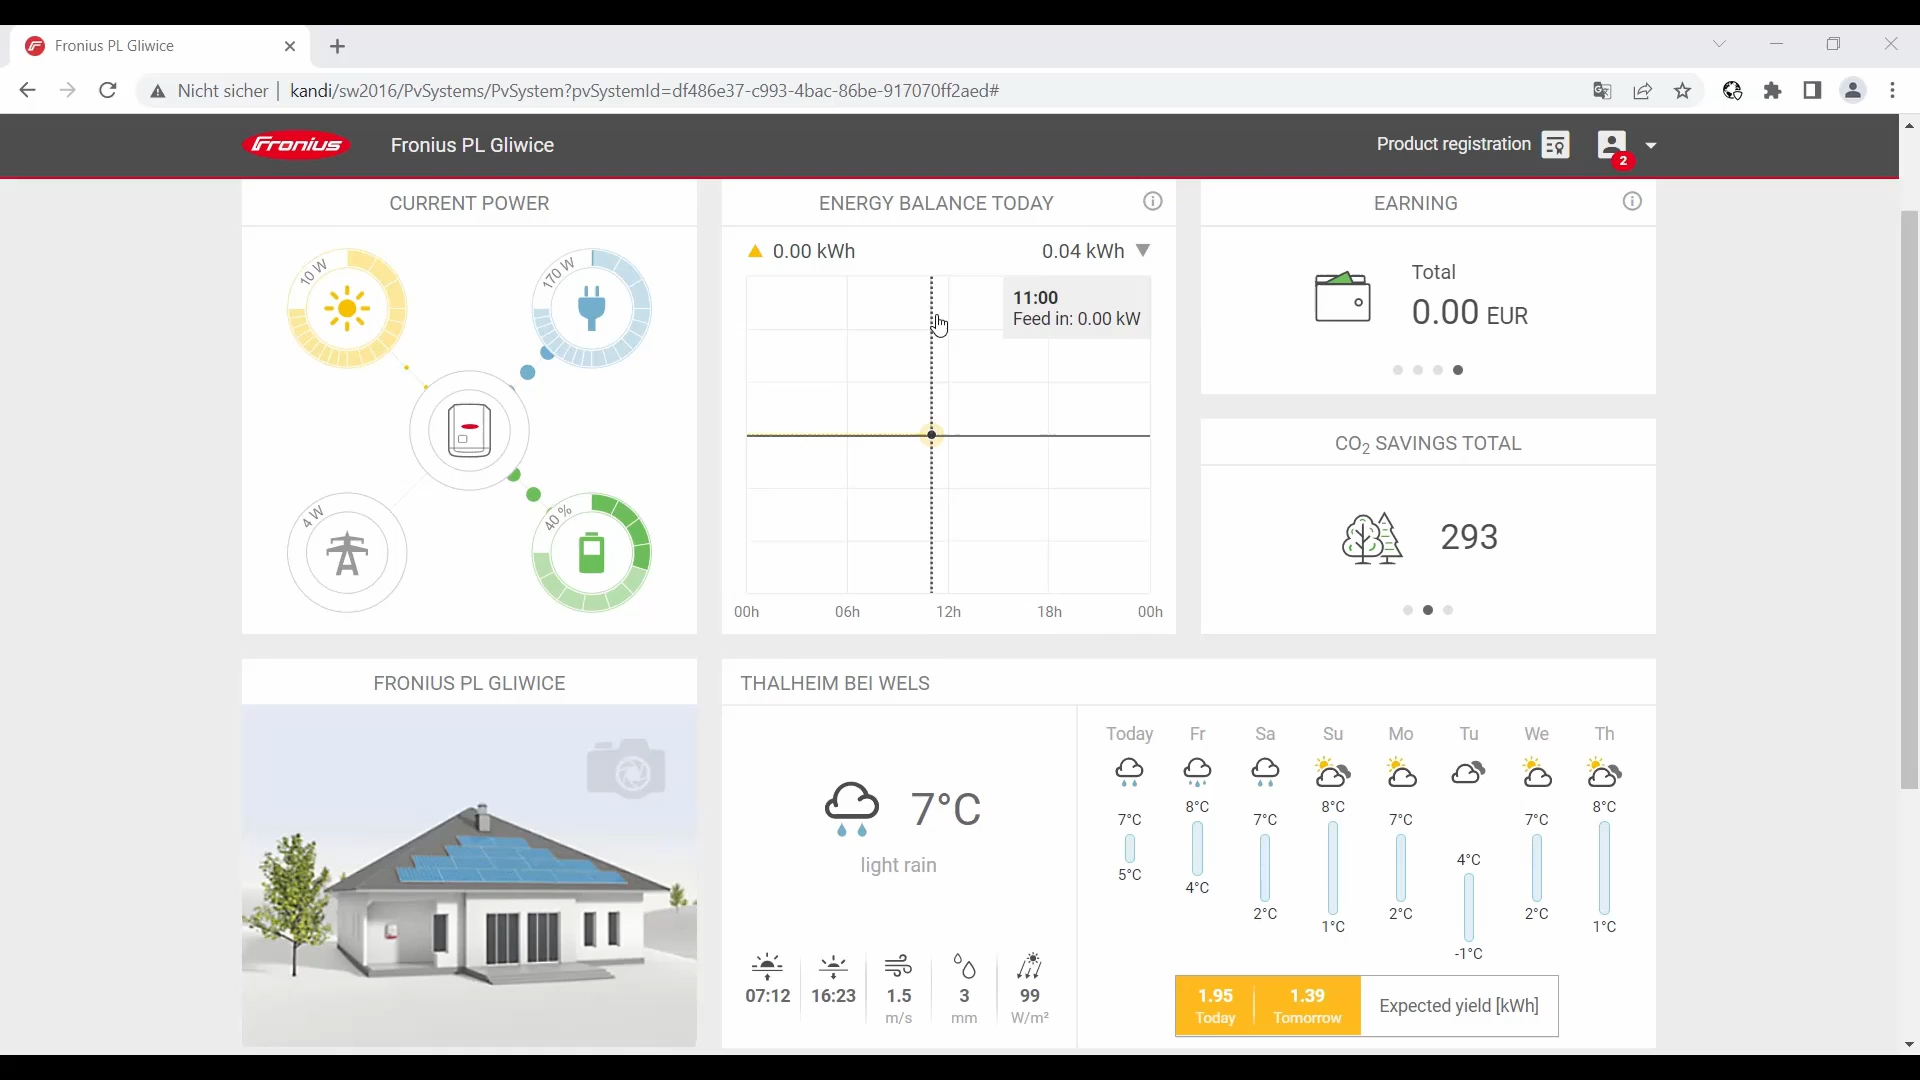 Fronius PL Gliwice
Nicht sicher | kandi/sw2016/PvSystems/PvSystem?pvSystemId=df486e37-c993-4bac-86be-917070ff2aed#
Fronius
Fronius PL Gliwice
Product registration
2
CURRENT POWER
10 W
170 W
4 W
40 %
ENERGY BALANCE TODAY
0.00 kWh
0.04 kWh
11:00
Feed in: 0.00 kW
00h 06h 12h 18h 00h
EARNING
Total
0.00 EUR
CO2 SAVINGS TOTAL
293
FRONIUS PL GLIWICE
THALHEIM BEI WELS
7°C
light rain
07:12 16:23 1.5 3 99
m/s mm W/m²
Today Fr Sa Su Mo Tu We Th
7°C 8°C 7°C 8°C 7°C 4°C 7°C 8°C
5°C 4°C 2°C 1°C 2°C -1°C 2°C 1°C
1.95 1.39 Expected yield [kWh]
Today Tomorrow